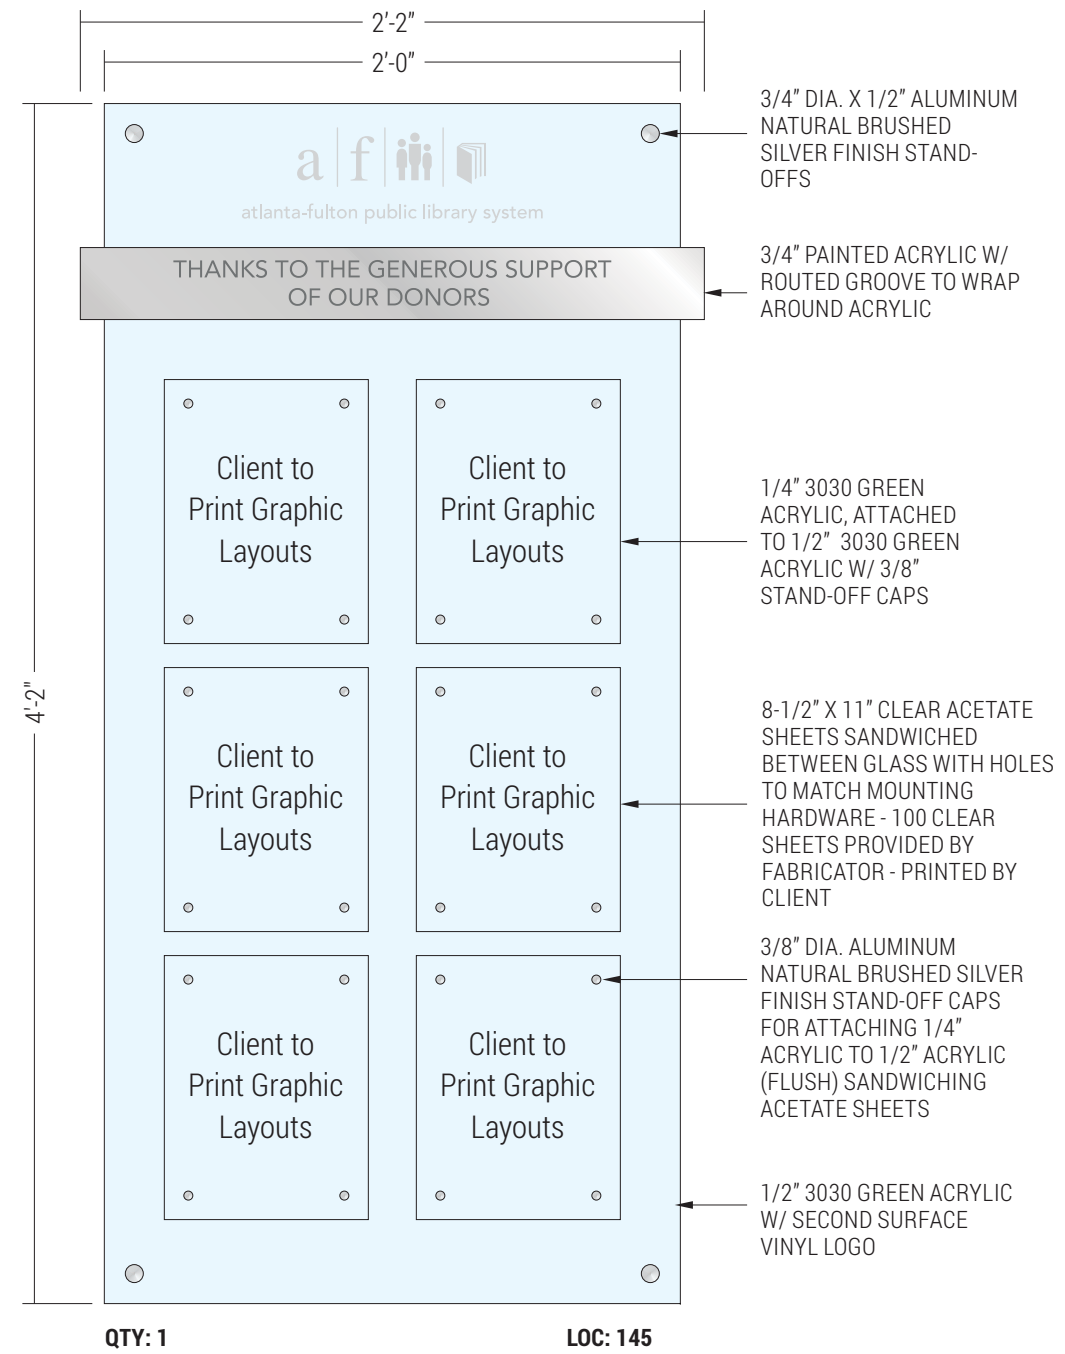 2'-2"
2'-0"
3/4" DIA. X 1/2" ALUMINUM
NATURAL BRUSHED
SILVER FINISH STAND-
OFFS
a f
atlanta-fulton public library system
THANKS TO THE GENEROUS SUPPORT
OF OUR DONORS
3/4" PAINTED ACRYLIC W/
ROUTED GROOVE TO WRAP
AROUND ACRYLIC
Client to
Print Graphic
Layouts
Client to
Print Graphic
Layouts
1/4" 3030 GREEN
ACRYLIC, ATTACHED
TO 1/2" 3030 GREEN
ACRYLIC W/ 3/8"
STAND-OFF CAPS
4'-2"
Client to
Print Graphic
Layouts
Client to
Print Graphic
Layouts
8-1/2" X 11" CLEAR ACETATE
SHEETS SANDWICHED
BETWEEN GLASS WITH HOLES
TO MATCH MOUNTING
HARDWARE - 100 CLEAR
SHEETS PROVIDED BY
FABRICATOR - PRINTED BY
CLIENT
Client to
Print Graphic
Layouts
Client to
Print Graphic
Layouts
3/8" DIA. ALUMINUM
NATURAL BRUSHED SILVER
FINISH STAND-OFF CAPS
FOR ATTACHING 1/4"
ACRYLIC TO 1/2" ACRYLIC
(FLUSH) SANDWICHING
ACETATE SHEETS
1/2" 3030 GREEN ACRYLIC
W/ SECOND SURFACE
VINYL LOGO
QTY: 1
LOC: 145